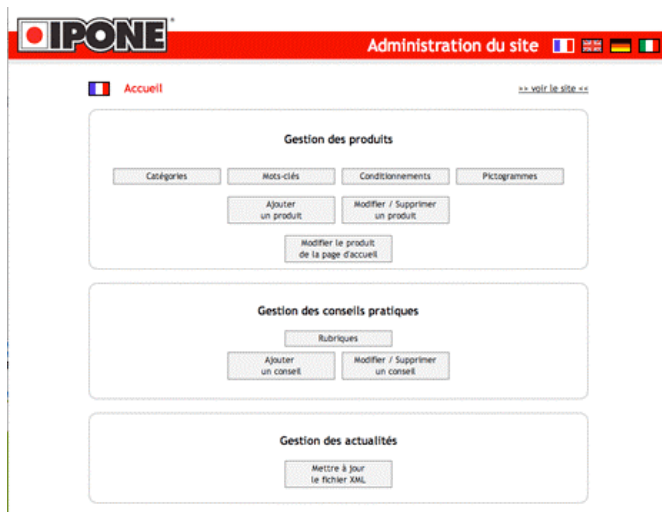 IPONE®
Administration du site
Accueil
>> voir le site <<
Gestion des produits
Catégories
Mots-clés
Conditionnements
Pictogrammes
Ajouter
un produit
Modifier / Supprimer
un produit
Modifier le produit
de la page d'accueil
Gestion des conseils pratiques
Rubriques
Ajouter
un conseil
Modifier / Supprimer
un conseil
Gestion des actualités
Mettre à jour
le fichier XML